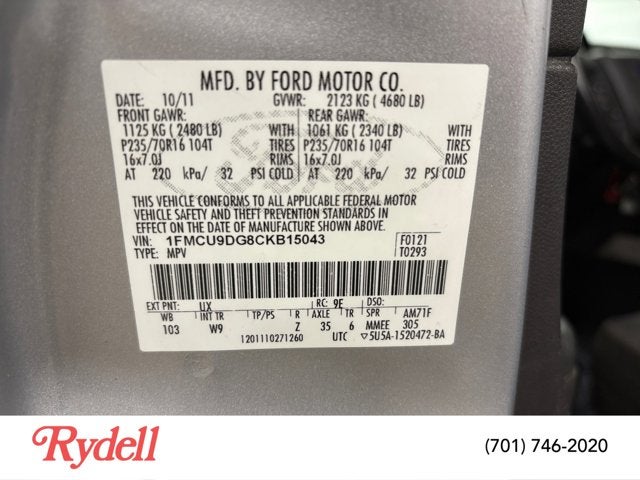 MFD. BY FORD MOTOR CO.
DATE: 10/11 GVWR: 2123 KG ( 4680 LB)
FRONT GAWR: REAR GAWR:
1125 KG ( 2480 LB) WITH 1061 KG ( 2340 LB) WITH
P235/70R16 104T TIRES P235/70R16 104T TIRES
16x7.0J RIMS 16x7.0J RIMS
AT 220 kPa/ 32 PSI COLD AT 220 kPa/ 32 PSI COLD
THIS VEHICLE CONFORMS TO ALL APPLICABLE FEDERAL MOTOR
VEHICLE SAFETY AND THEFT PREVENTION STANDARDS IN
EFFECT ON THE DATE OF MANUFACTURE SHOWN ABOVE.
VIN: 1FMCU9DG8CKB15043 F0121
TYPE: MPV T0293
EXT PNT: UX RC: 9E DSO:
WB INT TR TP/PS R AXLE TR SPR AM71F
103 W9 Z 35 6 MMEE 305
1201110271260 UTC ▽5U5A-1520472-BA
Rydell
(701) 746-2020